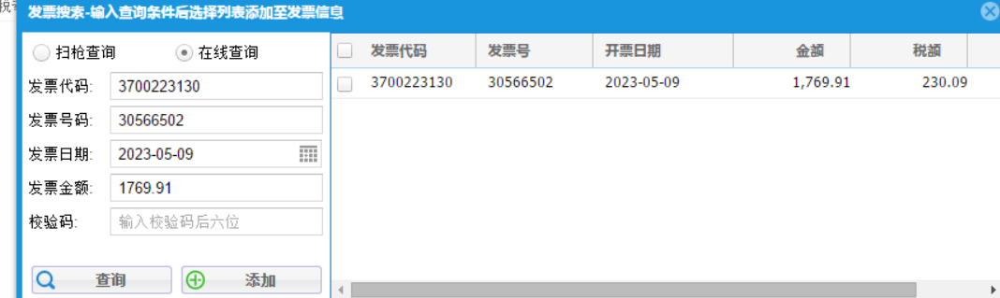 发票搜索-输入查询条件后选择列表添加至发票信息
扫枪查询 在线查询
发票代码: 3700223130
发票号码: 30566502
发票日期: 2023-05-09
发票金额: 1769.91
校验码: 输入校验码后六位
查询 添加
发票代码 发票号 开票日期 金额 税额
3700223130 30566502 2023-05-09 1,769.91 230.09